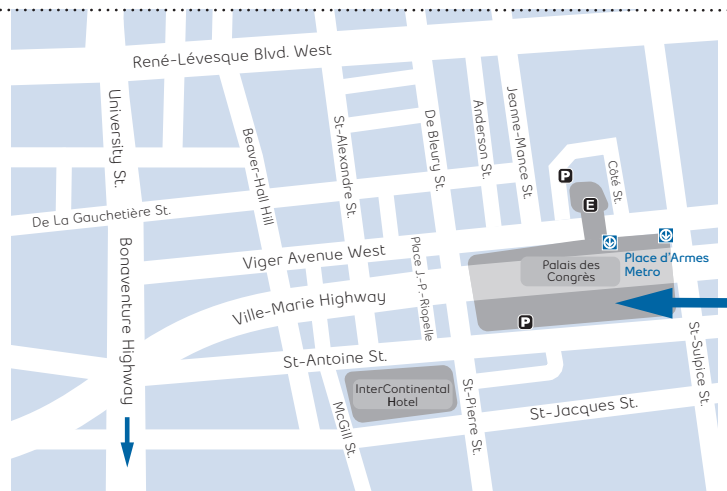 René-Lévesque Blvd. West
University St.
Beaver-Hall Hill
St-Alexandre St.
De Bleury St.
Anderson St.
Jeanne-Mance St.
P
Côté St.
E
De La Gauchetière St.
Viger Avenue West
Place J.-P.-Riopelle
Bonaventure Highway
Palais des
Congrès
Place d'Armes
Metro
Ville-Marie Highway
P
St-Antoine St.
St-Sulpice St.
InterContinental
Hotel
McGill St.
St-Pierre St.
St-Jacques St.